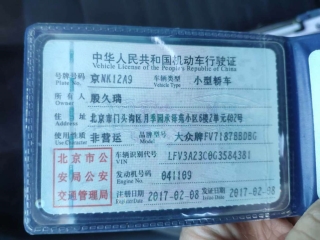 中华人民共和国机动车行驶证
Vehicle License of the People's Republic of China
号牌号码 京NK12A9 车辆类型 小型轿车
Plate No. Vehicle Type
所有人 殷久瑞
Owner
住址 北京市门头沟区
Address
使用性质 非营运 品牌型号 大众牌FV7187BBDBG
Use Character Model
北京市公
安局公安
交通管理局
车辆识别代号 LFV3A23C0G3584381
VIN
发动机号码 041109
Engine No.
注册日期 2017-02-08 发证日期 2017-02-08
Register Date Issue Date